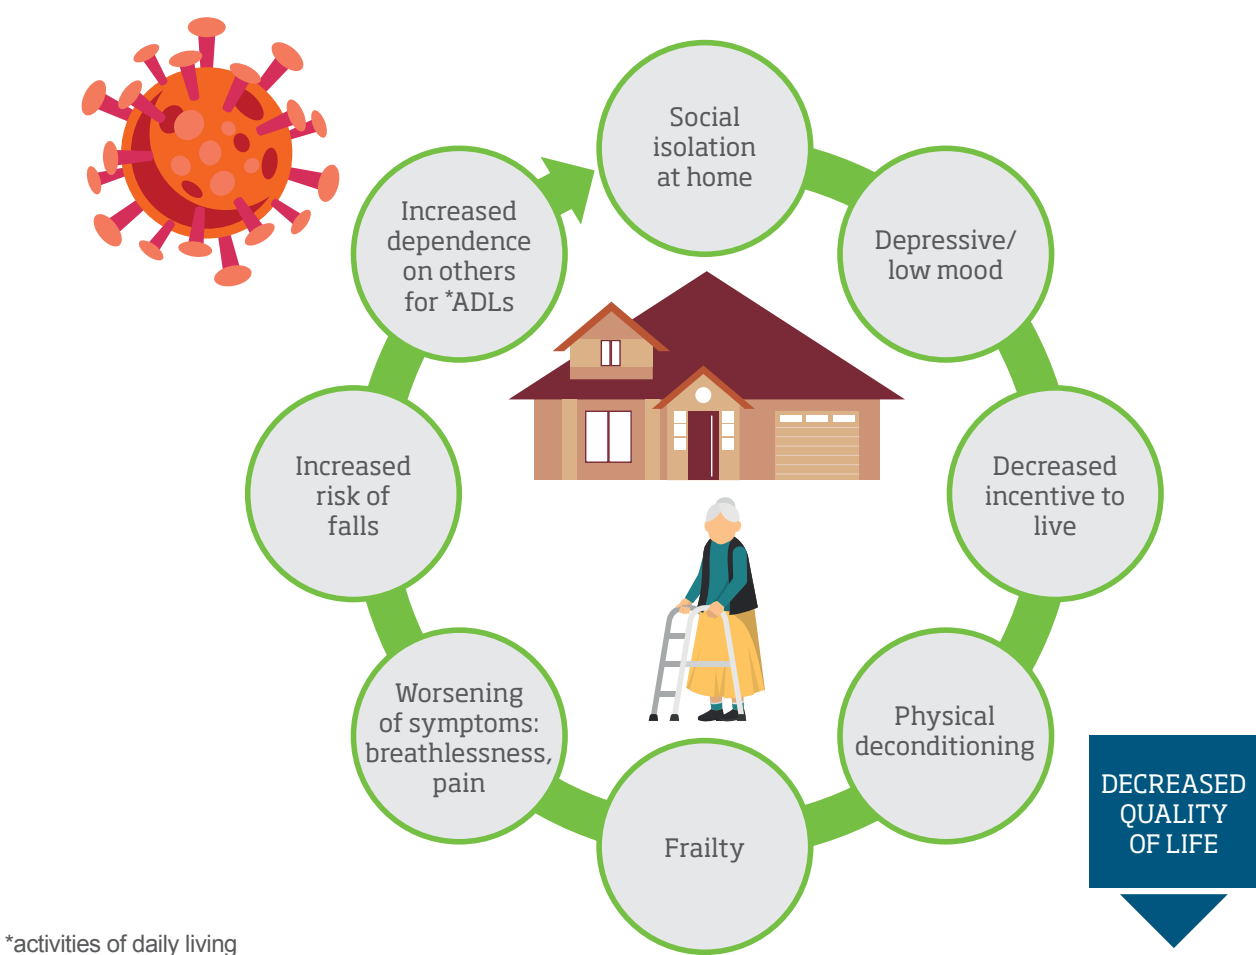 Social
isolation
at home
Depressive/
low mood
Decreased
incentive to
live
Physical
deconditioning
Frailty
Worsening
of symptoms:
breathlessness,
pain
Increased
risk of
falls
Increased
dependence
on others
for *ADLs
DECREASED
QUALITY
OF LIFE
*activities of daily living